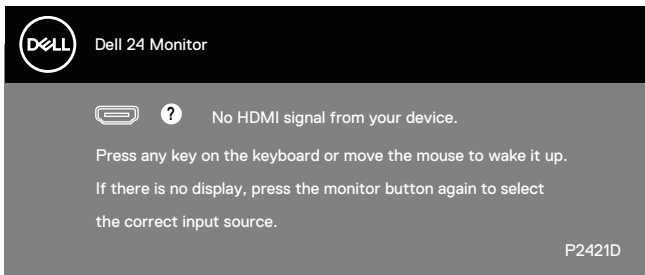 DELL
Dell 24 Monitor
? No HDMI signal from your device.
Press any key on the keyboard or move the mouse to wake it up.
If there is no display, press the monitor button again to select
the correct input source.
P2421D